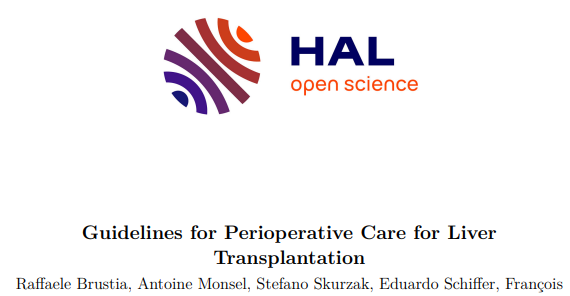 HAL
open science
Guidelines for Perioperative Care for Liver
Transplantation
Raffaele Brustia, Antoine Monsel, Stefano Skurzak, Eduardo Schiffer, François